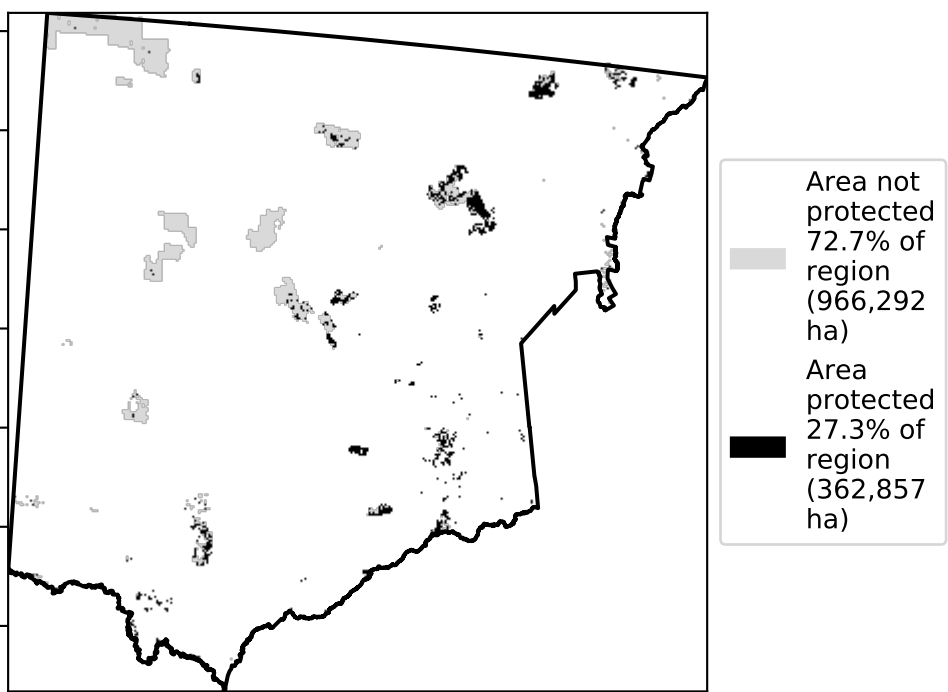 Area not
protected
72.7% of
region
(966,292
ha)
Area
protected
27.3% of
region
(362,857
ha)